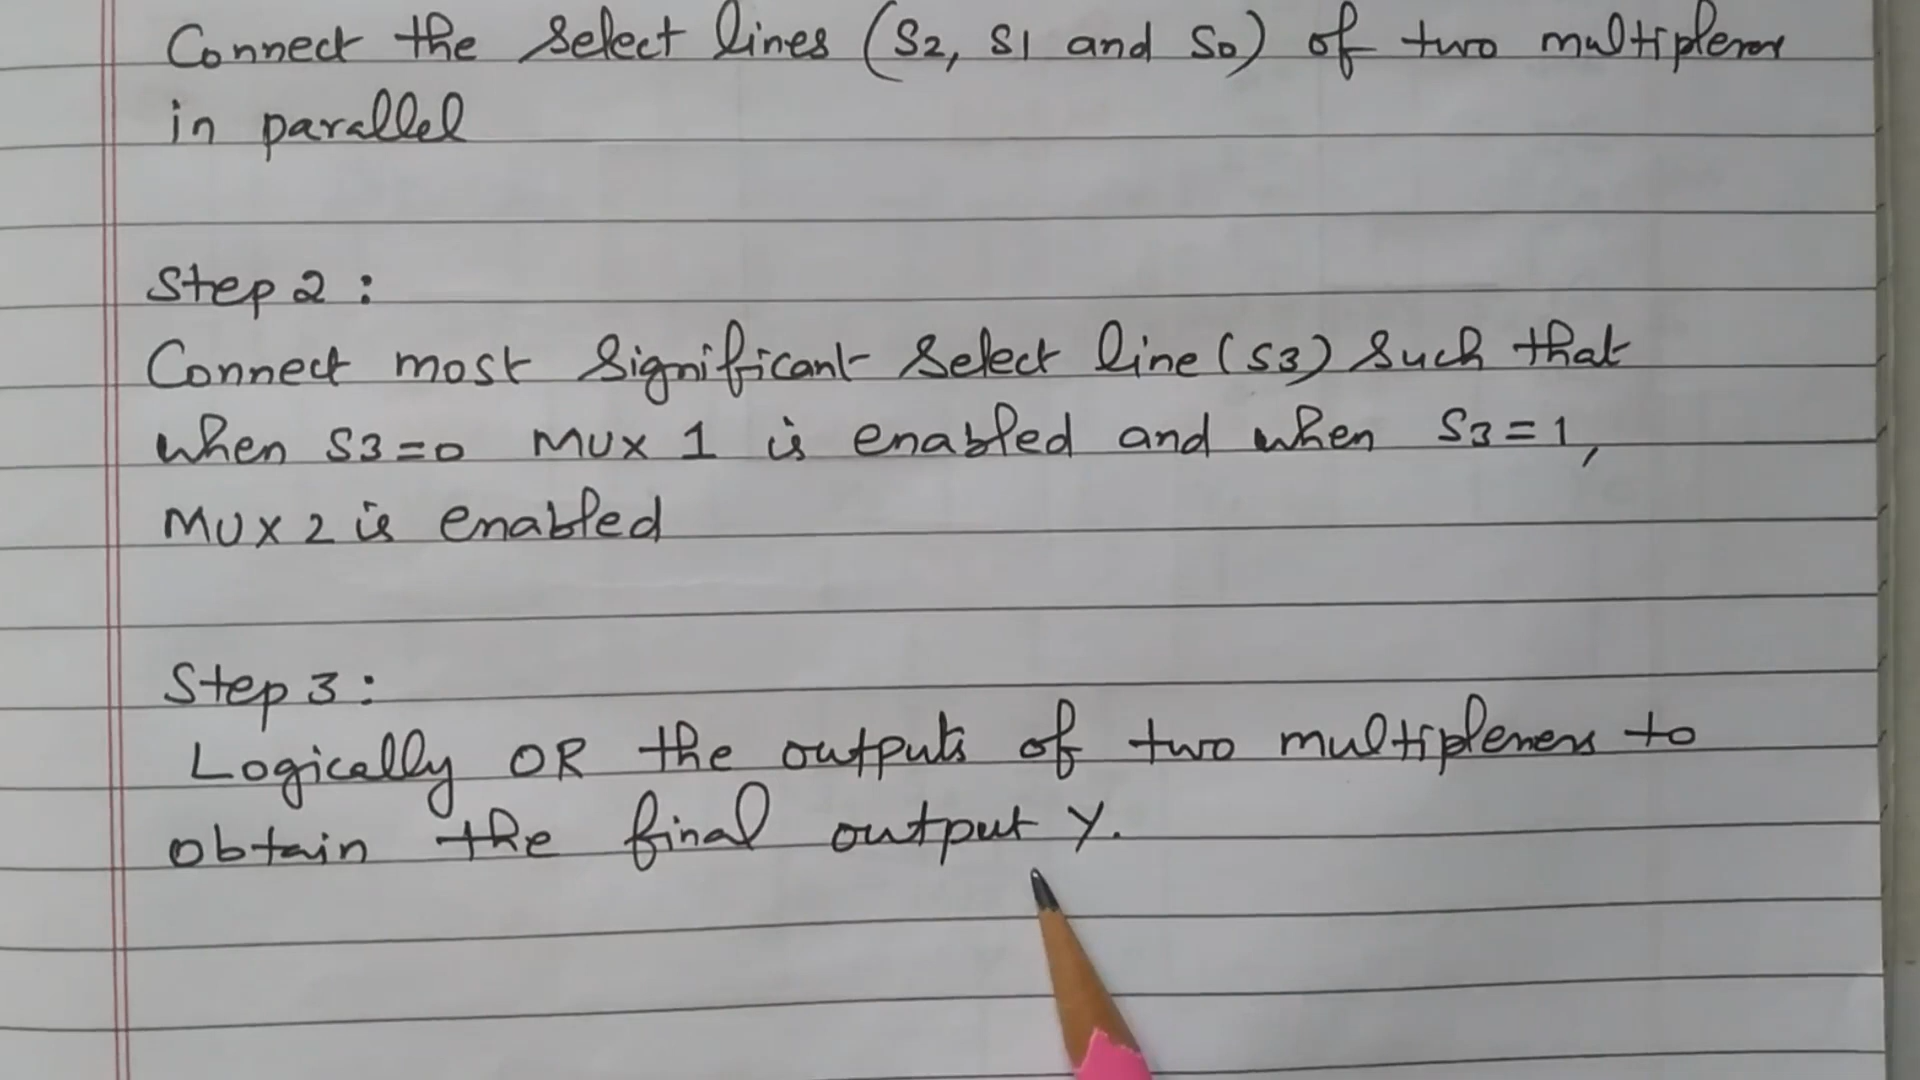 Connect the select lines (S2, S1 and S0) of two multiplexers
in parallel
Step 2 :
Connect most significant select line (S3) such that
when S3=0 MUX 1 is enabled and when S3=1,
MUX 2 is enabled
Step 3 :
Logically OR the outputs of two multiplexers to
obtain the final output Y.